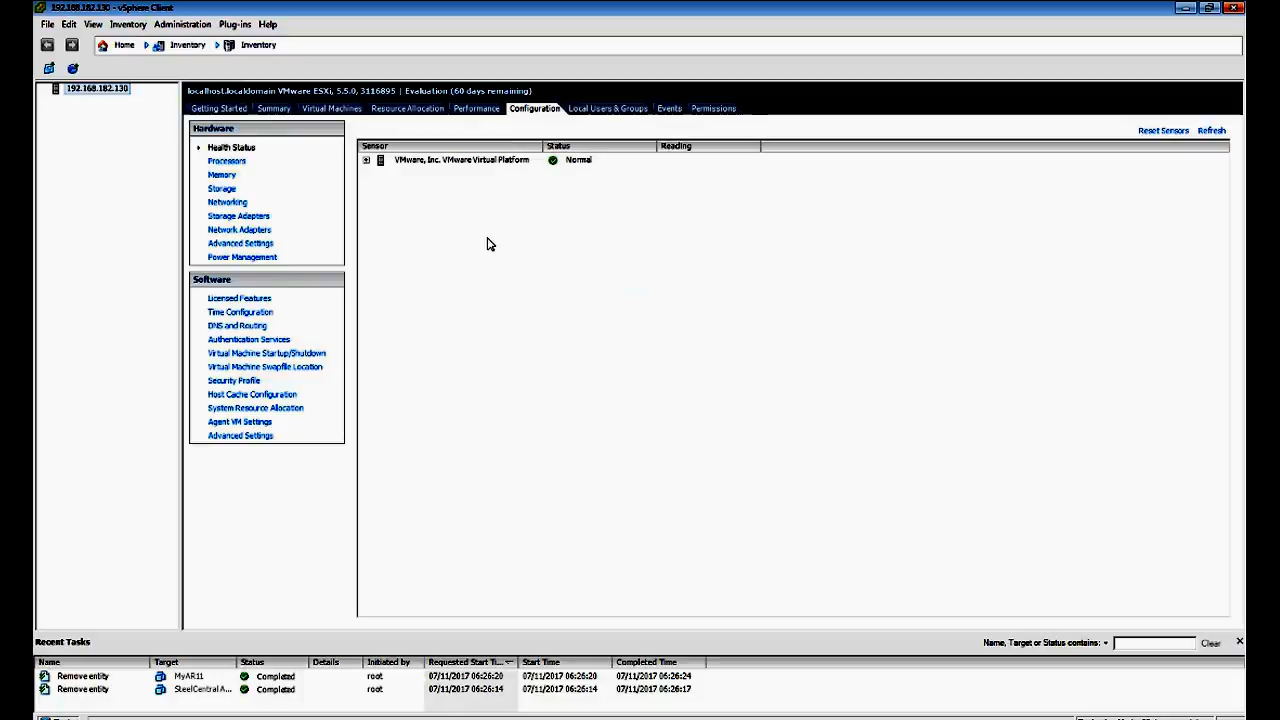 192.168.182.130 - vSphere Client
File Edit View Inventory Administration Plug-ins Help
Home Inventory Inventory
192.168.182.130
localhost.localdomain VMware ESXi, 5.5.0, 3116895 | Evaluation (60 days remaining)
Getting Started Summary Virtual Machines Resource Allocation Performance Configuration Local Users & Groups Events Permissions
Hardware
Health Status
Processors
Memory
Storage
Networking
Storage Adapters
Network Adapters
Advanced Settings
Power Management
Software
Licensed Features
Time Configuration
DNS and Routing
Authentication Services
Virtual Machine Startup/Shutdown
Virtual Machine Swapfile Location
Security Profile
Host Cache Configuration
System Resource Allocation
Agent VM Settings
Advanced Settings
Reset Sensors Refresh
Sensor Status Reading
VMware, Inc. VMware Virtual Platform Normal
Recent Tasks
Name, Target or Status contains: Clear
Name Target Status Details Initiated by Requested Start Ti... Start Time Completed Time
Remove entity MyAR11 Completed root 07/11/2017 06:26:20 07/11/2017 06:26:20 07/11/2017 06:26:24
Remove entity SteelCentral A... Completed root 07/11/2017 06:26:14 07/11/2017 06:26:14 07/11/2017 06:26:17